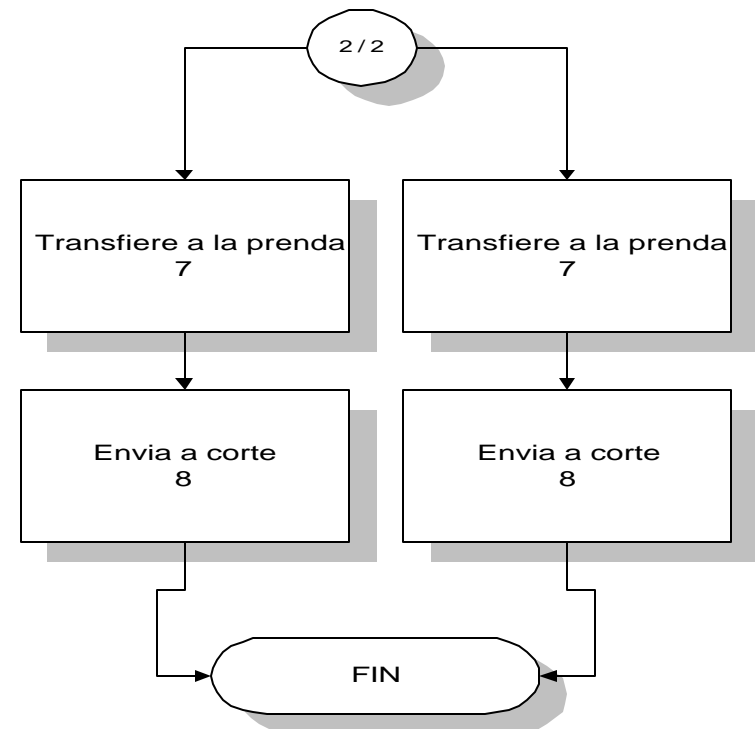 2 / 2
Transfiere a la prenda
7
Transfiere a la prenda
7
Envia a corte
8
Envia a corte
8
FIN